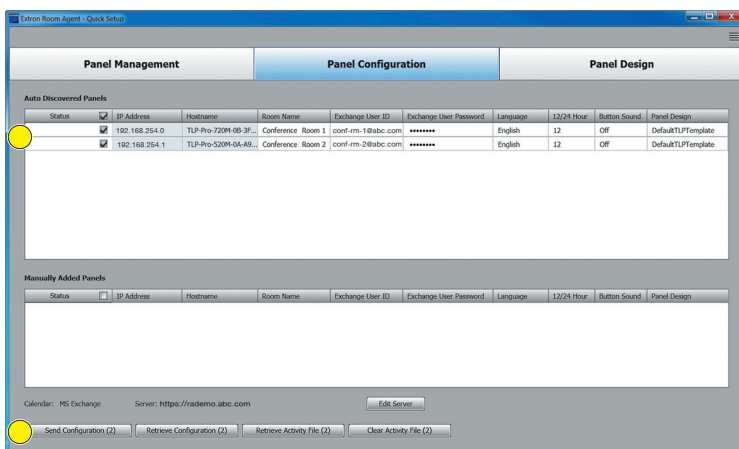 Extron Room Agent - Quick Setup
Panel Management Panel Configuration Panel Design
Auto Discovered Panels
Status IP Address Hostname Room Name Exchange User ID Exchange User Password Language 12/24 Hour Button Sound Panel Design
192.168.254.0 TLP-Pro-720M-0B-3F... Conference Room 1 conf-rm-1@abc.com •••••••• English 12 Off DefaultTLPTemplate
192.168.254.1 TLP-Pro-520M-0A-A9... Conference Room 2 conf-rm-2@abc.com •••••••• English 12 Off DefaultTLPTemplate
Manually Added Panels
Status IP Address Hostname Room Name Exchange User ID Exchange User Password Language 12/24 Hour Button Sound Panel Design
Calendar: MS Exchange Server: https://rademo.abc.com Edit Server
Send Configuration (2) Retrieve Configuration (2) Retrieve Activity File (2) Clear Activity File (2)